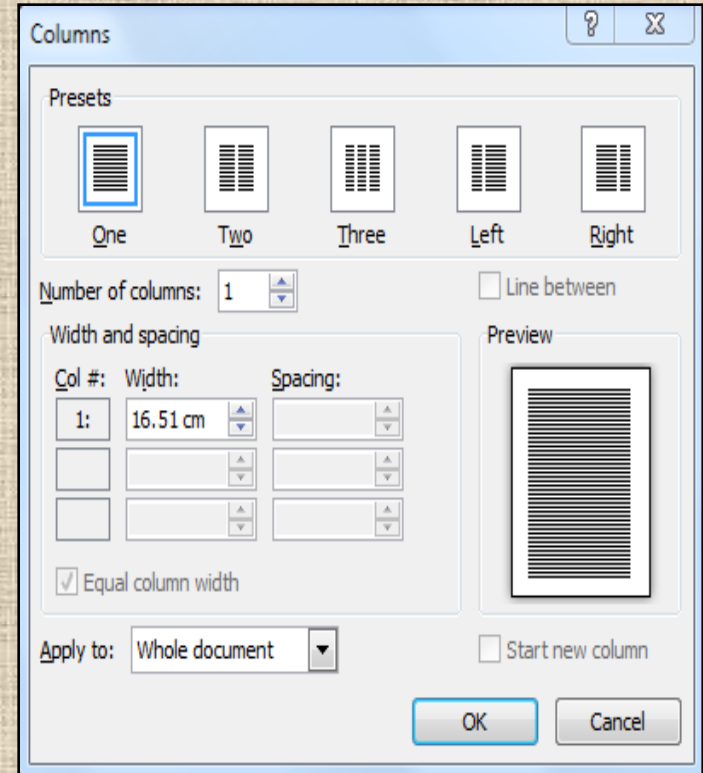 Columns
Presets
One Two Three Left Right
Number of columns: 1 Line between
Width and spacing Preview
Col #: Width: Spacing:
1: 16.51 cm
Equal column width
Apply to: Whole document Start new column
OK Cancel